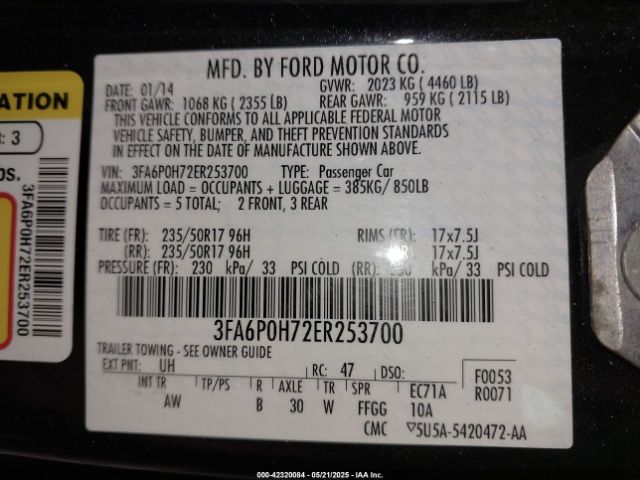 ATION
: 3
bs.
3FA6P0H72ER253700
MFD. BY FORD MOTOR CO.
DATE: 01/14 GVWR: 2023 KG ( 4460 LB)
FRONT GAWR: 1068 KG ( 2355 LB) REAR GAWR: 959 KG ( 2115 LB)
THIS VEHICLE CONFORMS TO ALL APPLICABLE FEDERAL MOTOR
VEHICLE SAFETY, BUMPER, AND THEFT PREVENTION STANDARDS
IN EFFECT ON THE DATE OF MANUFACTURE SHOWN ABOVE.
VIN: 3FA6P0H72ER253700 TYPE: Passenger Car
MAXIMUM LOAD = OCCUPANTS + LUGGAGE = 385KG/ 850LB
OCCUPANTS = 5 TOTAL; 2 FRONT, 3 REAR
TIRE (FR): 235/50R17 96H RIMS (FR): 17x7.5J
(RR): 235/50R17 96H 17x7.5J
PRESSURE (FR): 230 kPa/ 33 PSI COLD (RR): kPa/ 33 PSI COLD
3FA6P0H72ER253700
TRAILER TOWING - SEE OWNER GUIDE
EXT PNT: UH RC: 47 DSO: F0053
INT TR TP/PS R AXLE TR SPR EC71A R0071
AW B 30 W FFGG 10A
CMC ▽5U5A-5420472-AA
000-42320084 - 05/21/2025 - Copyright © IAA, Inc.